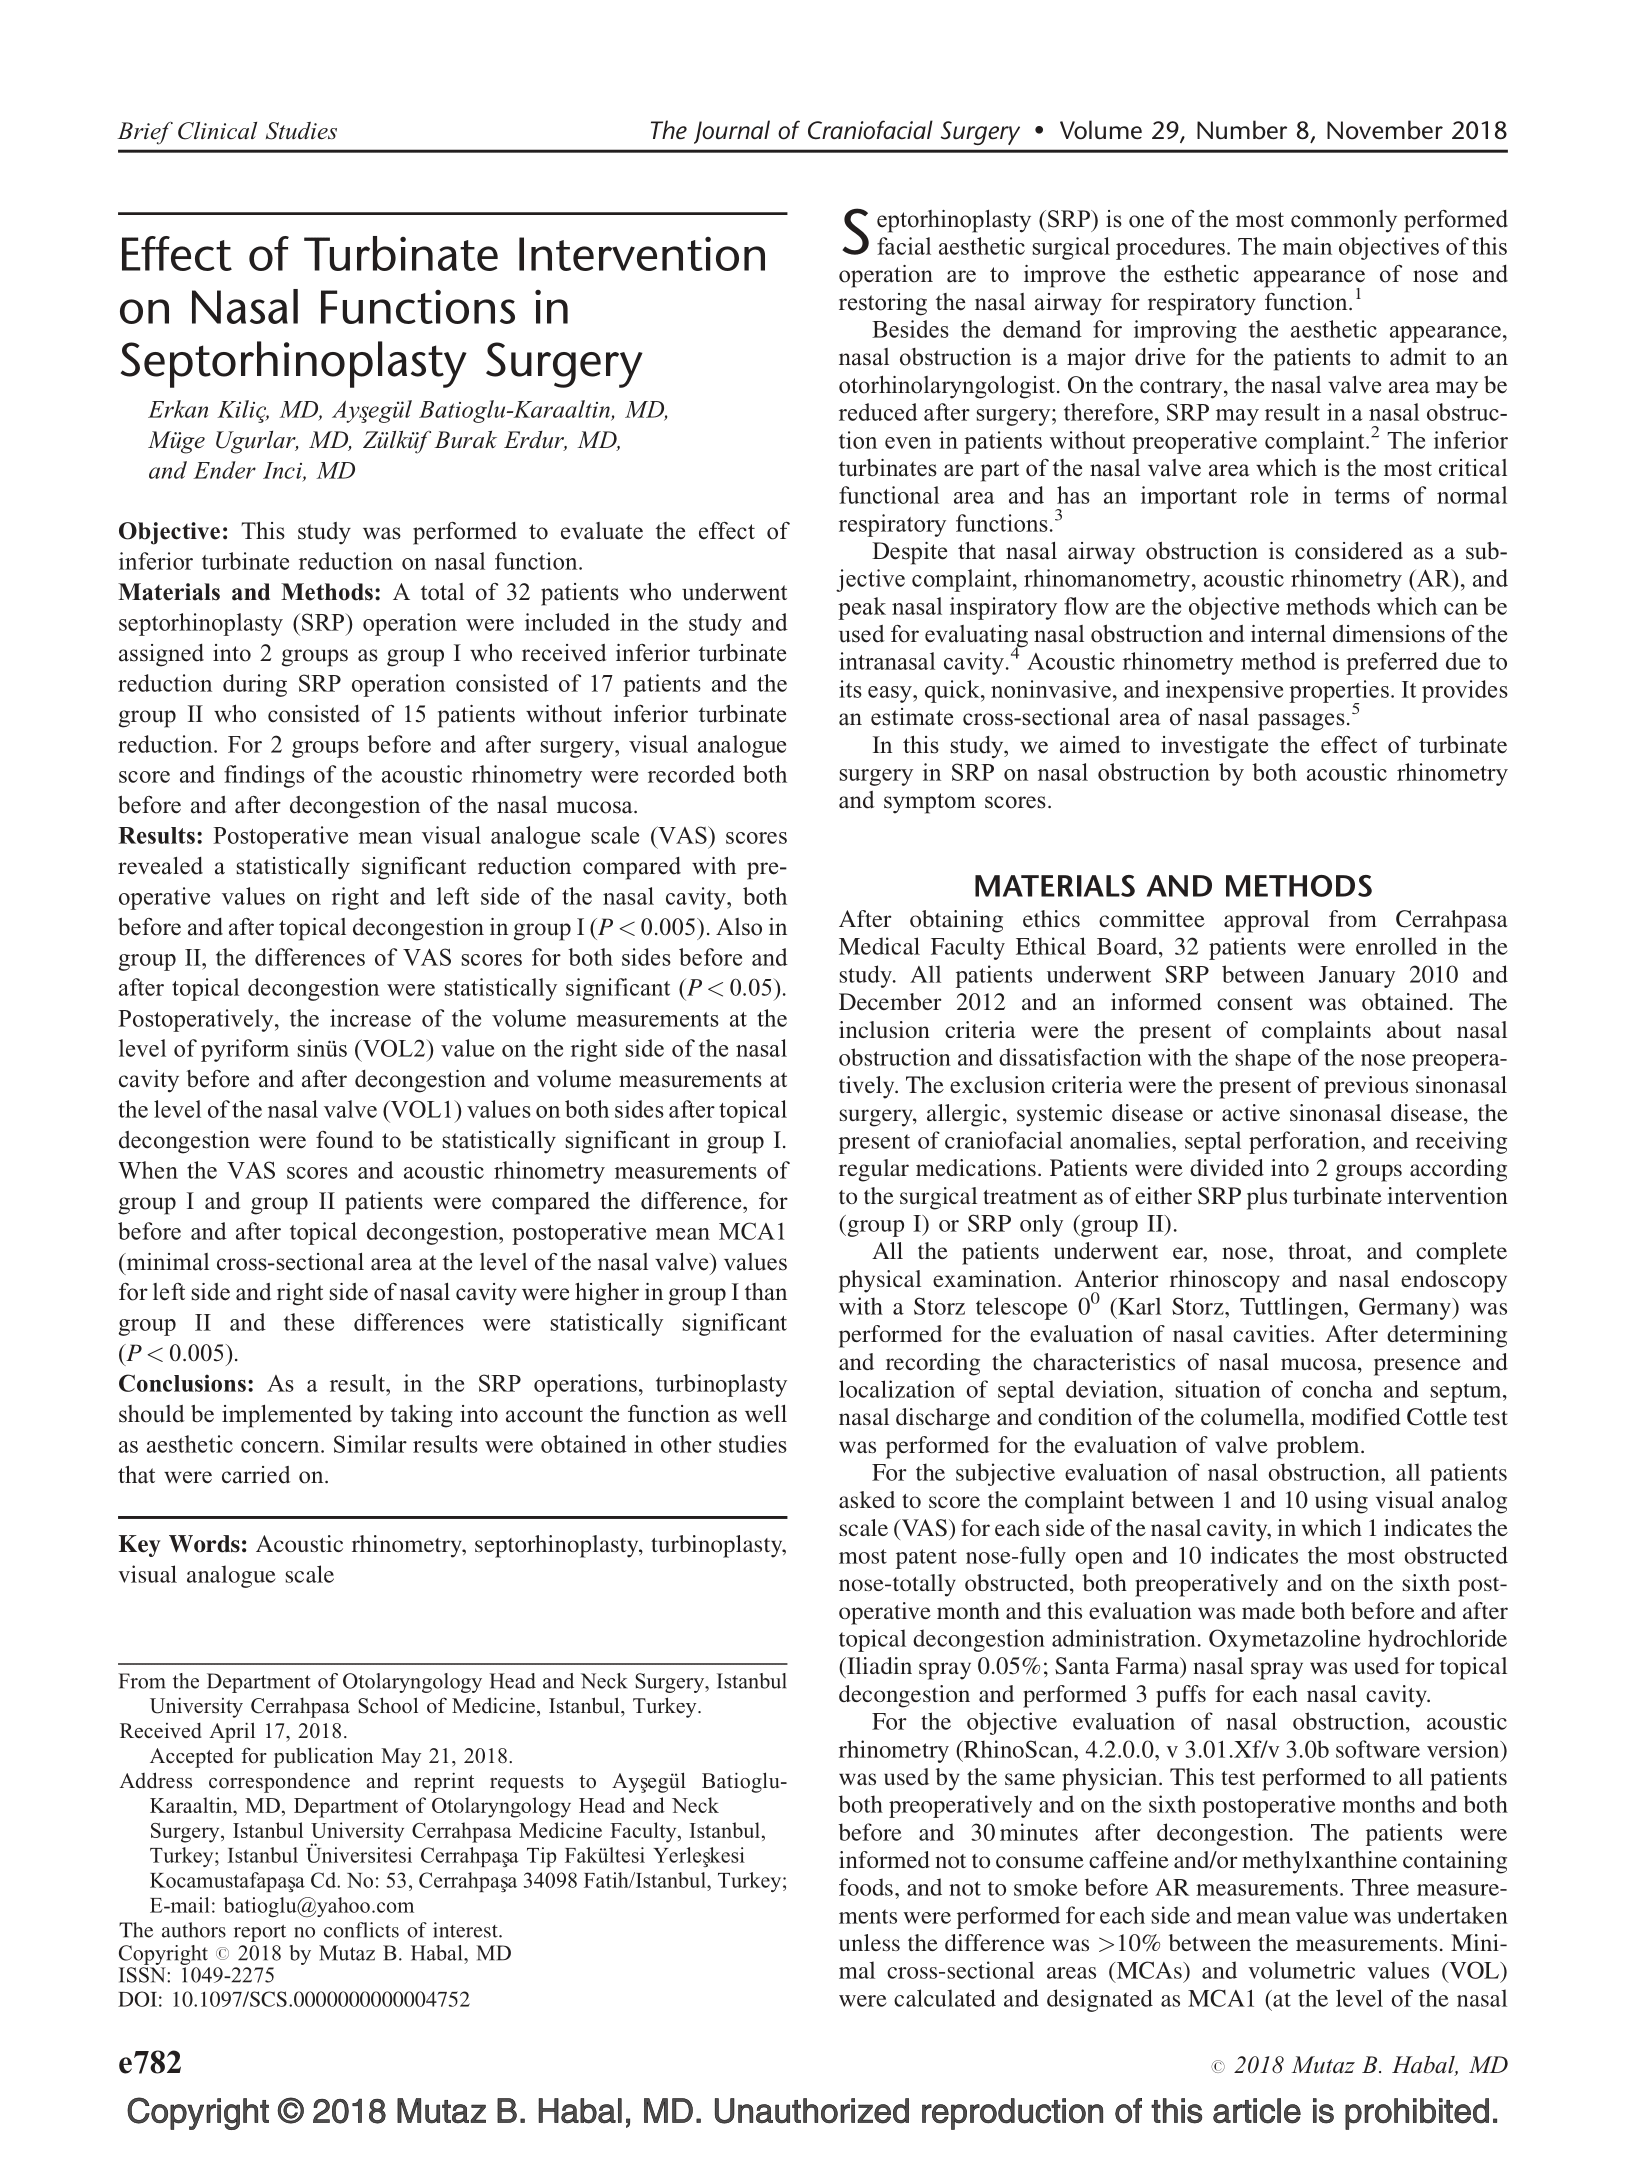 Brief Clinical Studies
The Journal of Craniofacial Surgery • Volume 29, Number 8, November 2018
Effect of Turbinate Intervention
on Nasal Functions in
Septorhinoplasty Surgery
Erkan Kiliç, MD, Ayşegül Batioglu-Karaaltin, MD,
Müge Ugurlar, MD, Zülküf Burak Erdur, MD,
and Ender Inci, MD
Objective: This study was performed to evaluate the effect of
inferior turbinate reduction on nasal function.
Materials and Methods: A total of 32 patients who underwent
septorhinoplasty (SRP) operation were included in the study and
assigned into 2 groups as group I who received inferior turbinate
reduction during SRP operation consisted of 17 patients and the
group II who consisted of 15 patients without inferior turbinate
reduction. For 2 groups before and after surgery, visual analogue
score and findings of the acoustic rhinometry were recorded both
before and after decongestion of the nasal mucosa.
Results: Postoperative mean visual analogue scale (VAS) scores
revealed a statistically significant reduction compared with pre-
operative values on right and left side of the nasal cavity, both
before and after topical decongestion in group I (P < 0.005). Also in
group II, the differences of VAS scores for both sides before and
after topical decongestion were statistically significant (P < 0.05).
Postoperatively, the increase of the volume measurements at the
level of pyriform sinüs (VOL2) value on the right side of the nasal
cavity before and after decongestion and volume measurements at
the level of the nasal valve (VOL1) values on both sides after topical
decongestion were found to be statistically significant in group I.
When the VAS scores and acoustic rhinometry measurements of
group I and group II patients were compared the difference, for
before and after topical decongestion, postoperative mean MCA1
(minimal cross-sectional area at the level of the nasal valve) values
for left side and right side of nasal cavity were higher in group I than
group II and these differences were statistically significant
(P < 0.005).
Conclusions: As a result, in the SRP operations, turbinoplasty
should be implemented by taking into account the function as well
as aesthetic concern. Similar results were obtained in other studies
that were carried on.
Key Words: Acoustic rhinometry, septorhinoplasty, turbinoplasty,
visual analogue scale
From the Department of Otolaryngology Head and Neck Surgery, Istanbul
University Cerrahpasa School of Medicine, Istanbul, Turkey.
Received April 17, 2018.
Accepted for publication May 21, 2018.
Address correspondence and reprint requests to Ayşegül Batioglu-
Karaaltin, MD, Department of Otolaryngology Head and Neck
Surgery, Istanbul University Cerrahpasa Medicine Faculty, Istanbul,
Turkey; Istanbul Üniversitesi Cerrahpaşa Tip Fakültesi Yerleşkesi
Kocamustafapaşa Cd. No: 53, Cerrahpaşa 34098 Fatih/Istanbul, Turkey;
E-mail: batioglu@yahoo.com
The authors report no conflicts of interest.
Copyright © 2018 by Mutaz B. Habal, MD
ISSN: 1049-2275
DOI: 10.1097/SCS.0000000000004752
Septorhinoplasty (SRP) is one of the most commonly performed
facial aesthetic surgical procedures. The main objectives of this
operation are to improve the esthetic appearance of nose and
restoring the nasal airway for respiratory function.1
Besides the demand for improving the aesthetic appearance,
nasal obstruction is a major drive for the patients to admit to an
otorhinolaryngologist. On the contrary, the nasal valve area may be
reduced after surgery; therefore, SRP may result in a nasal obstruc-
tion even in patients without preoperative complaint.2 The inferior
turbinates are part of the nasal valve area which is the most critical
functional area and has an important role in terms of normal
respiratory functions.3
Despite that nasal airway obstruction is considered as a sub-
jective complaint, rhinomanometry, acoustic rhinometry (AR), and
peak nasal inspiratory flow are the objective methods which can be
used for evaluating nasal obstruction and internal dimensions of the
intranasal cavity.4 Acoustic rhinometry method is preferred due to
its easy, quick, noninvasive, and inexpensive properties. It provides
an estimate cross-sectional area of nasal passages.5
In this study, we aimed to investigate the effect of turbinate
surgery in SRP on nasal obstruction by both acoustic rhinometry
and symptom scores.
MATERIALS AND METHODS
After obtaining ethics committee approval from Cerrahpasa
Medical Faculty Ethical Board, 32 patients were enrolled in the
study. All patients underwent SRP between January 2010 and
December 2012 and an informed consent was obtained. The
inclusion criteria were the present of complaints about nasal
obstruction and dissatisfaction with the shape of the nose preopera-
tively. The exclusion criteria were the present of previous sinonasal
surgery, allergic, systemic disease or active sinonasal disease, the
present of craniofacial anomalies, septal perforation, and receiving
regular medications. Patients were divided into 2 groups according
to the surgical treatment as of either SRP plus turbinate intervention
(group I) or SRP only (group II).
All the patients underwent ear, nose, throat, and complete
physical examination. Anterior rhinoscopy and nasal endoscopy
with a Storz telescope 0⁰ (Karl Storz, Tuttlingen, Germany) was
performed for the evaluation of nasal cavities. After determining
and recording the characteristics of nasal mucosa, presence and
localization of septal deviation, situation of concha and septum,
nasal discharge and condition of the columella, modified Cottle test
was performed for the evaluation of valve problem.
For the subjective evaluation of nasal obstruction, all patients
asked to score the complaint between 1 and 10 using visual analog
scale (VAS) for each side of the nasal cavity, in which 1 indicates the
most patent nose-fully open and 10 indicates the most obstructed
nose-totally obstructed, both preoperatively and on the sixth post-
operative month and this evaluation was made both before and after
topical decongestion administration. Oxymetazoline hydrochloride
(Iliadin spray 0.05%; Santa Farma) nasal spray was used for topical
decongestion and performed 3 puffs for each nasal cavity.
For the objective evaluation of nasal obstruction, acoustic
rhinometry (RhinoScan, 4.2.0.0, v 3.01.Xf/v 3.0b software version)
was used by the same physician. This test performed to all patients
both preoperatively and on the sixth postoperative months and both
before and 30 minutes after decongestion. The patients were
informed not to consume caffeine and/or methylxanthine containing
foods, and not to smoke before AR measurements. Three measure-
ments were performed for each side and mean value was undertaken
unless the difference was >10% between the measurements. Mini-
mal cross-sectional areas (MCAs) and volumetric values (VOL)
were calculated and designated as MCA1 (at the level of the nasal
e782
© 2018 Mutaz B. Habal, MD
Copyright © 2018 Mutaz B. Habal, MD. Unauthorized reproduction of this article is prohibited.